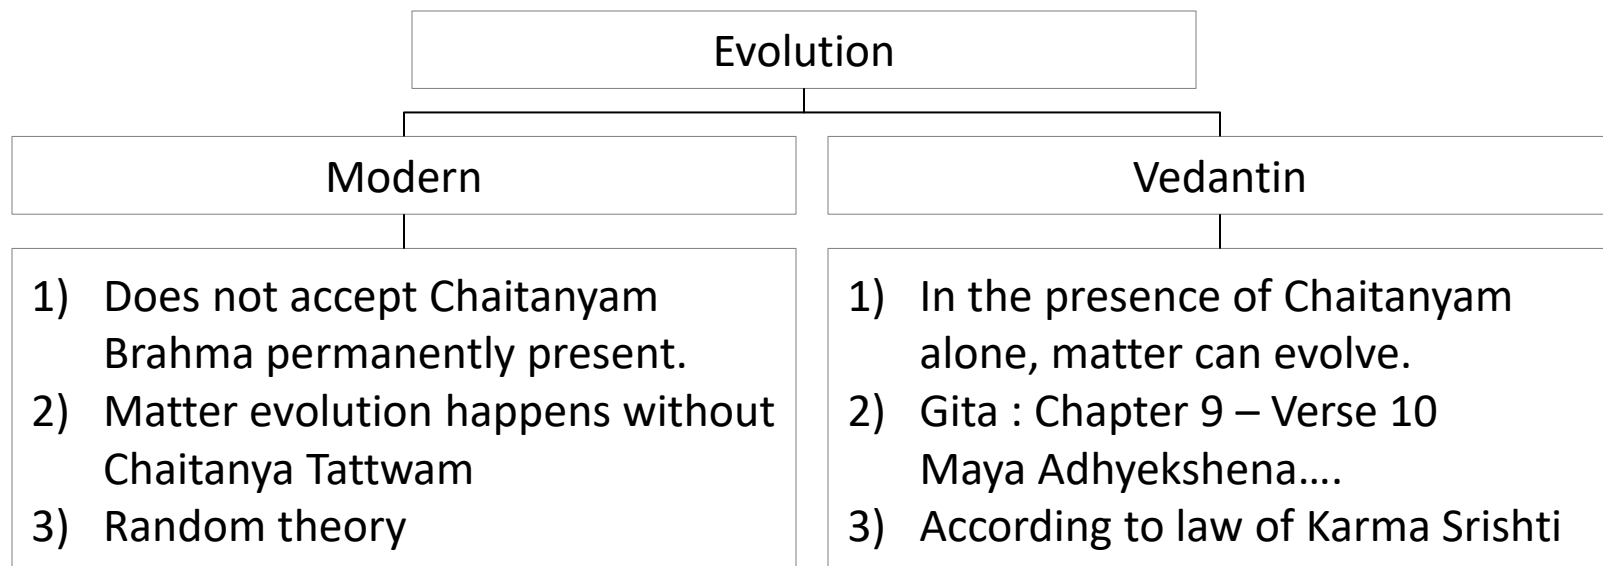 Evolution
Modern
Vedantin
1) Does not accept Chaitanyam
Brahma permanently present.
2) Matter evolution happens without
Chaitanya Tattwam
3) Random theory
1) In the presence of Chaitanyam
alone, matter can evolve.
2) Gita : Chapter 9 – Verse 10
Maya Adhyekshena....
3) According to law of Karma Srishti